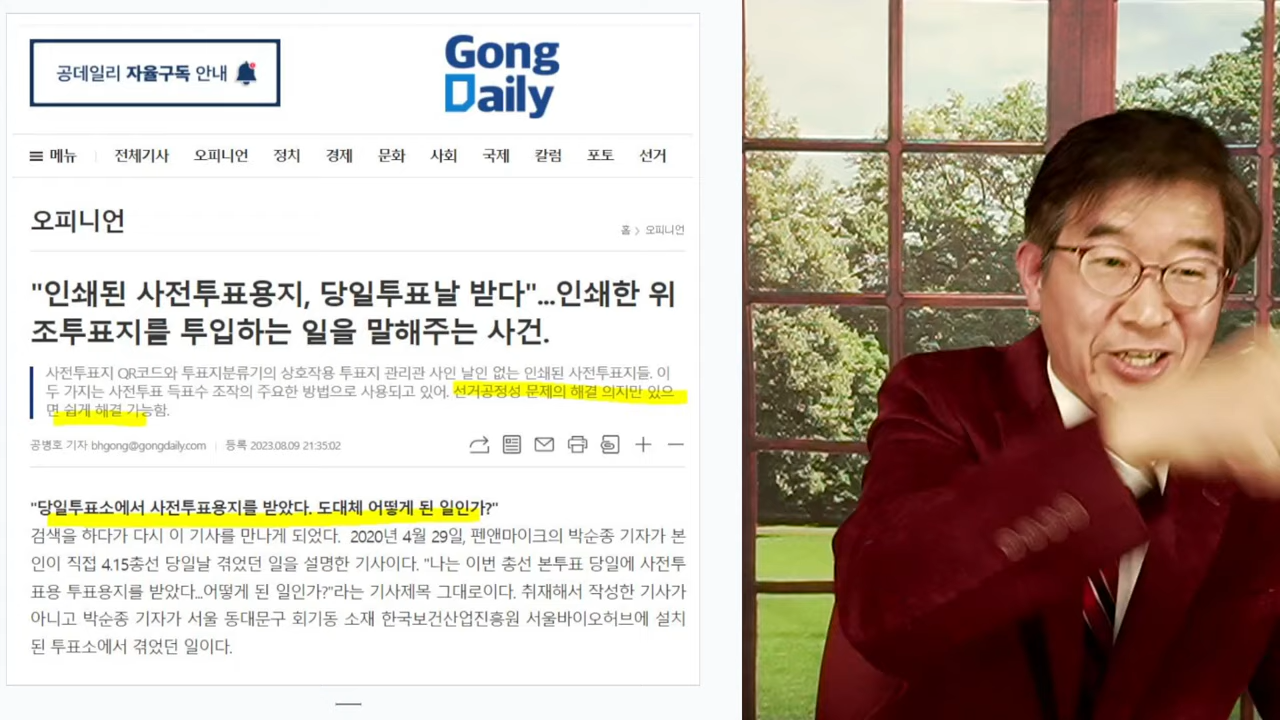 공데일리 자율구독 안내
Gong
Daily
메뉴 전체기사 오피니언 정치 경제 문화 사회 국제 칼럼 포토 선거
오피니언
홈 > 오피니언
"인쇄된 사전투표용지, 당일투표날 받다"...인쇄한 위
조투표지를 투입하는 일을 말해주는 사건.
사전투표지 QR코드와 투표지분류기의 상호작용 투표지 관리관 사인 날인 없는 인쇄된 사전투표지들. 이
두 가지는 사전투표 득표수 조작의 주요한 방법으로 사용되고 있어. 선거공정성 문제의 해결 의지만 있으
면 쉽게 해결 가능함.
공병호 기자 bhgong@gongdaily.com 등록 2023.08.09 21:35:02
"당일투표소에서 사전투표용지를 받았다. 도대체 어떻게 된 일인가?"
검색을 하다가 다시 이 기사를 만나게 되었다. 2020년 4월 29일, 펜앤마이크의 박순종 기자가 본
인이 직접 4.15총선 당일날 겪었던 일을 설명한 기사이다. "나는 이번 총선 본투표 당일에 사전투
표용 투표용지를 받았다...어떻게 된 일인가?"라는 기사제목 그대로이다. 취재해서 작성한 기사가
아니고 박순종 기자가 서울 동대문구 회기동 소재 한국보건산업진흥원 서울바이오허브에 설치
된 투표소에서 겪었던 일이다.